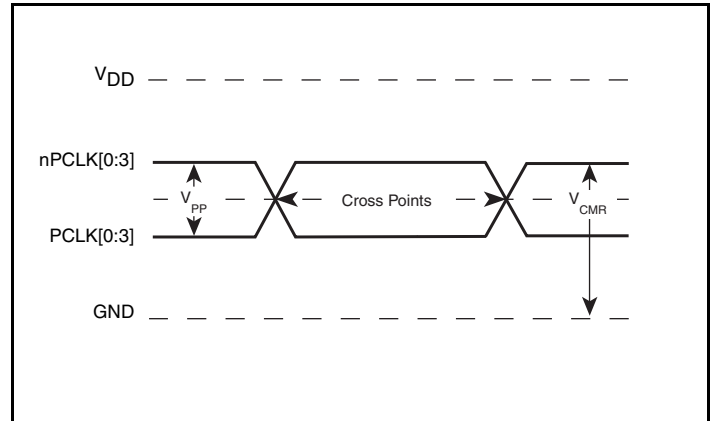 VDD
nPCLK[0:3]
VPP
Cross Points
VCMR
PCLK[0:3]
GND